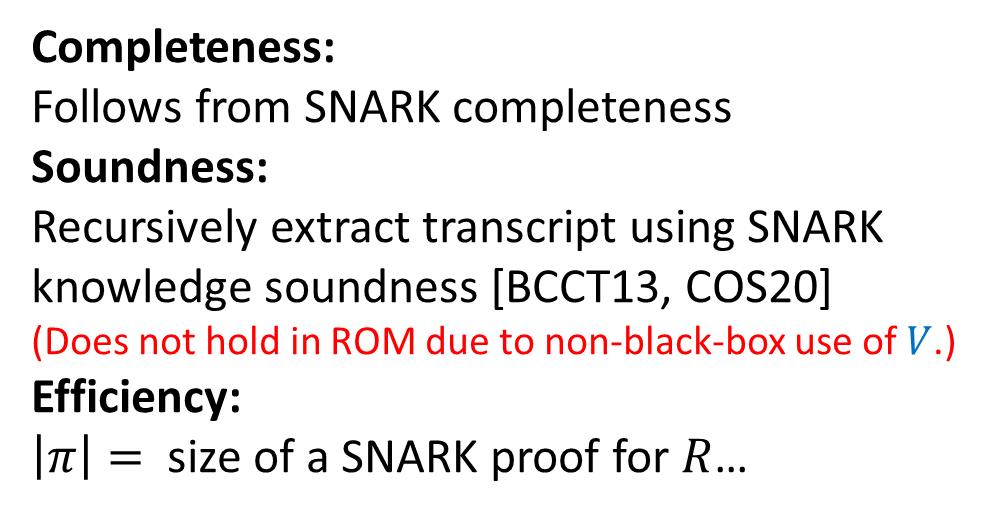 Completeness:
Follows from SNARK completeness
Soundness:
Recursively extract transcript using SNARK
knowledge soundness [BCCT13, COS20]
(Does not hold in ROM due to non-black-box use of 𝑉.)
Efficiency:
|𝜋| = size of a SNARK proof for 𝑅…